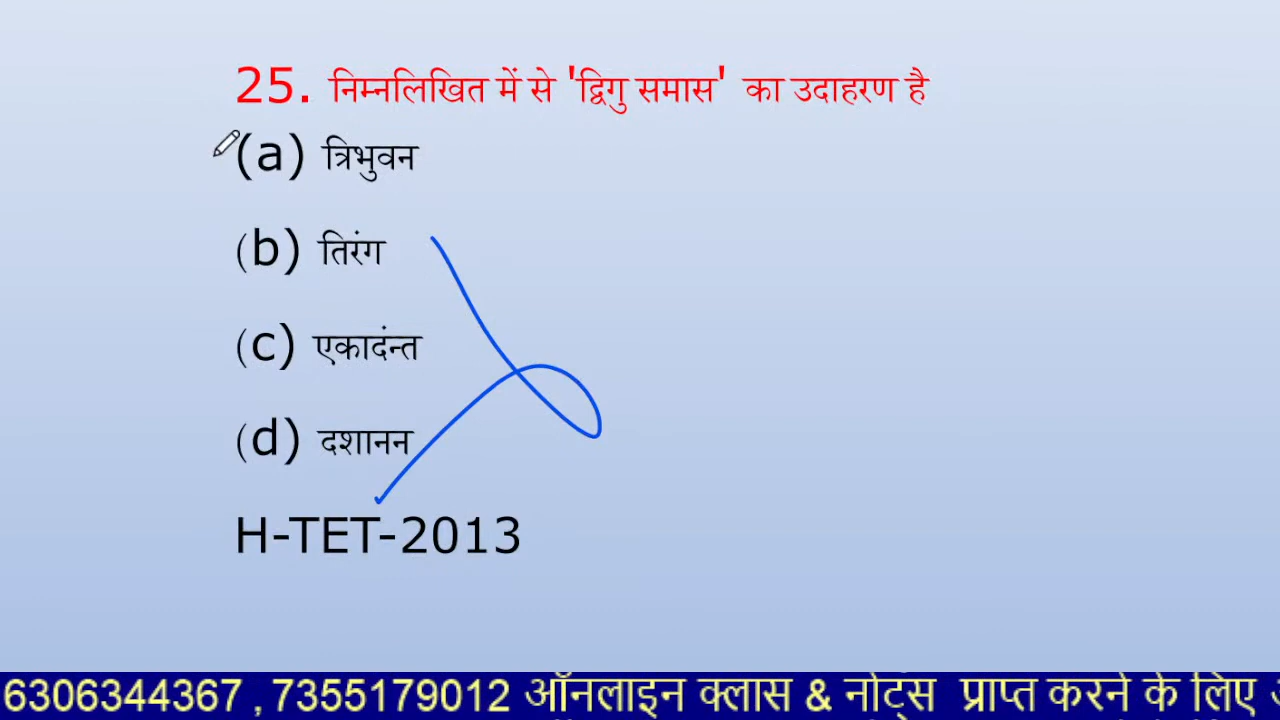 25. निम्नलिखित में से 'द्विगु समास' का उदाहरण है
(a) त्रिभुवन
(b) तिरंग
(c) एकादंन्त
(d) दशानन
H-TET-2013
6306344367 , 7355179012 ऑनलाइन क्लास & नोट्स प्राप्त करने के लिए